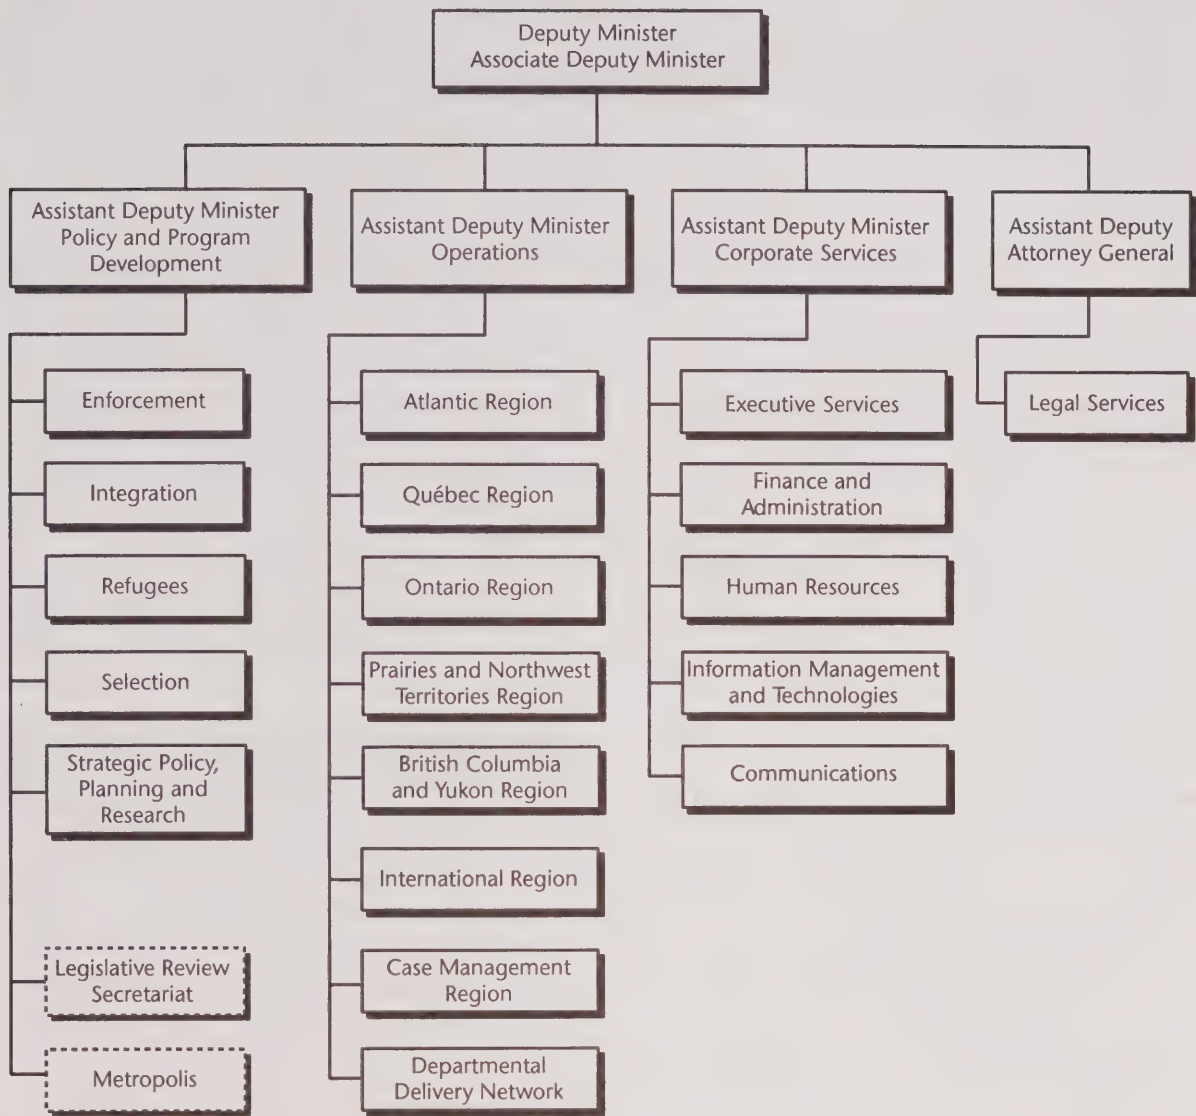 Deputy Minister
Associate Deputy Minister
Assistant Deputy Minister
Policy and Program
Development
Assistant Deputy Minister
Operations
Assistant Deputy Minister
Corporate Services
Assistant Deputy
Attorney General
Enforcement
Integration
Refugees
Selection
Strategic Policy,
Planning and
Research
Legislative Review
Secretariat
Metropolis
Atlantic Region
Québec Region
Ontario Region
Prairies and Northwest
Territories Region
British Columbia
and Yukon Region
International Region
Case Management
Region
Departmental
Delivery Network
Executive Services
Finance and
Administration
Human Resources
Information Management
and Technologies
Communications
Legal Services